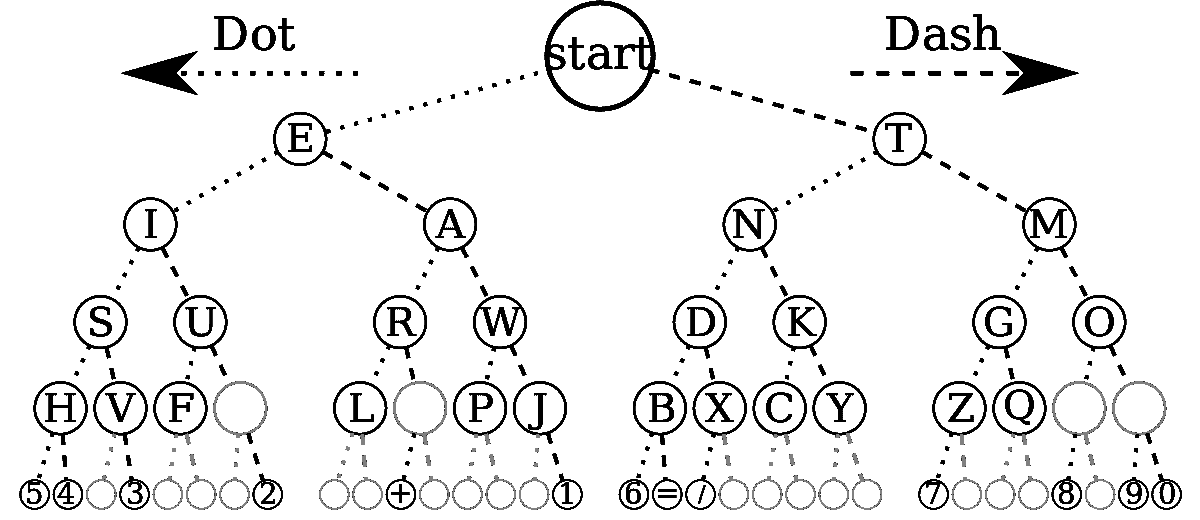 Dot start Dash
E T
I A N M
S U R W D K G O
H V F L P J B X C Y Z Q
5 4 3 2 + 1 6 = / 7 8 9 0